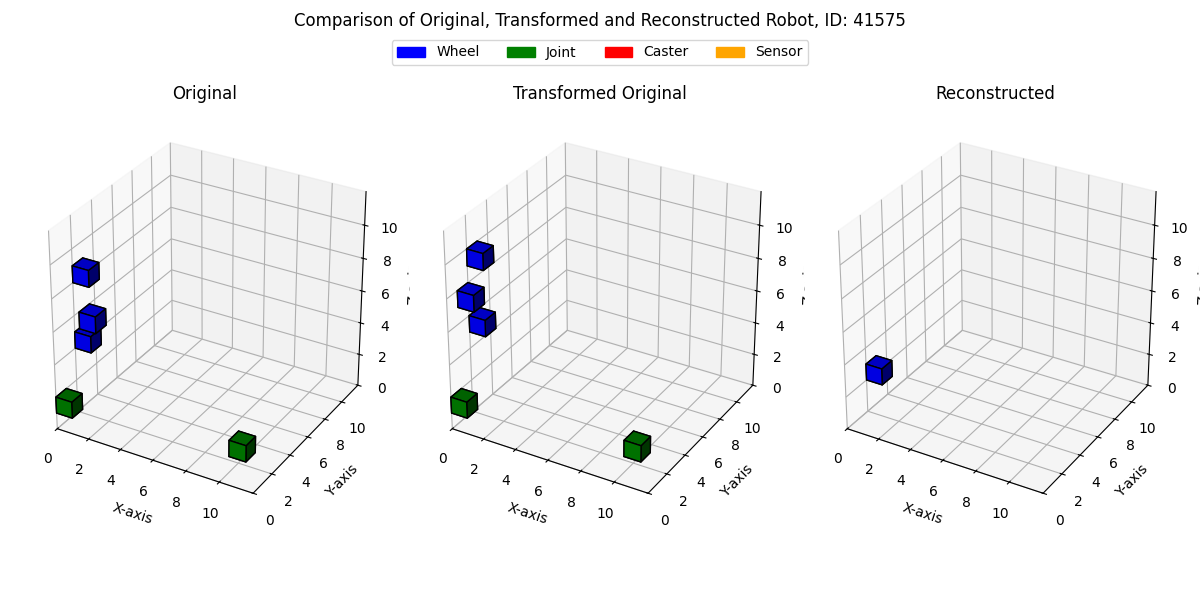 Comparison of Original, Transformed and Reconstructed Robot, ID: 41575
Wheel Joint Caster Sensor
Original
0 2 4 6 8 10
X-axis
0 2 4 6 8 10
Y-axis
0 2 4 6 8 10
Transformed Original
0 2 4 6 8 10
X-axis
0 2 4 6 8 10
Y-axis
0 2 4 6 8 10
Reconstructed
0 2 4 6 8 10
X-axis
0 2 4 6 8 10
Y-axis
0 2 4 6 8 10